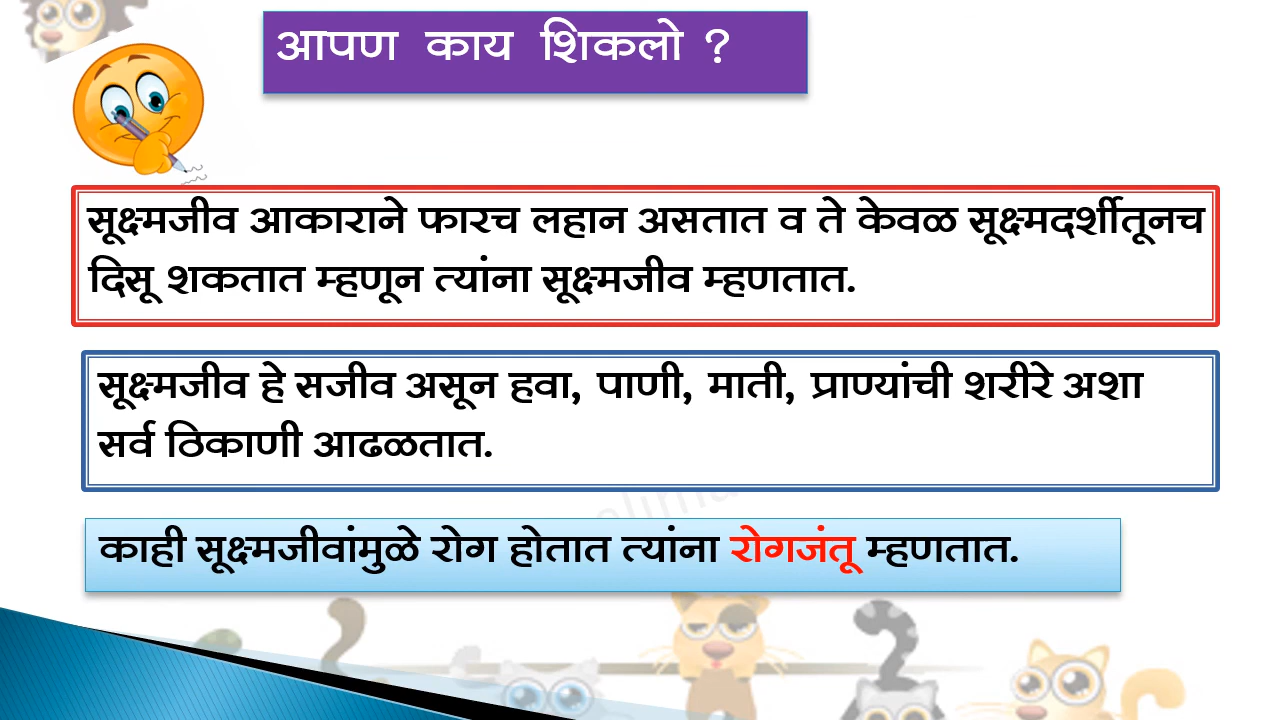 आपण काय शिकलो ?
सूक्ष्मजीव आकाराने फारच लहान असतात व ते केवळ सूक्ष्मदर्शीतूनच
दिसू शकतात म्हणून त्यांना सूक्ष्मजीव म्हणतात.
सूक्ष्मजीव हे सजीव असून हवा, पाणी, माती, प्राण्यांची शरीरे अशा
सर्व ठिकाणी आढळतात.
काही सूक्ष्मजीवांमुळे रोग होतात त्यांना रोगजंतू म्हणतात.